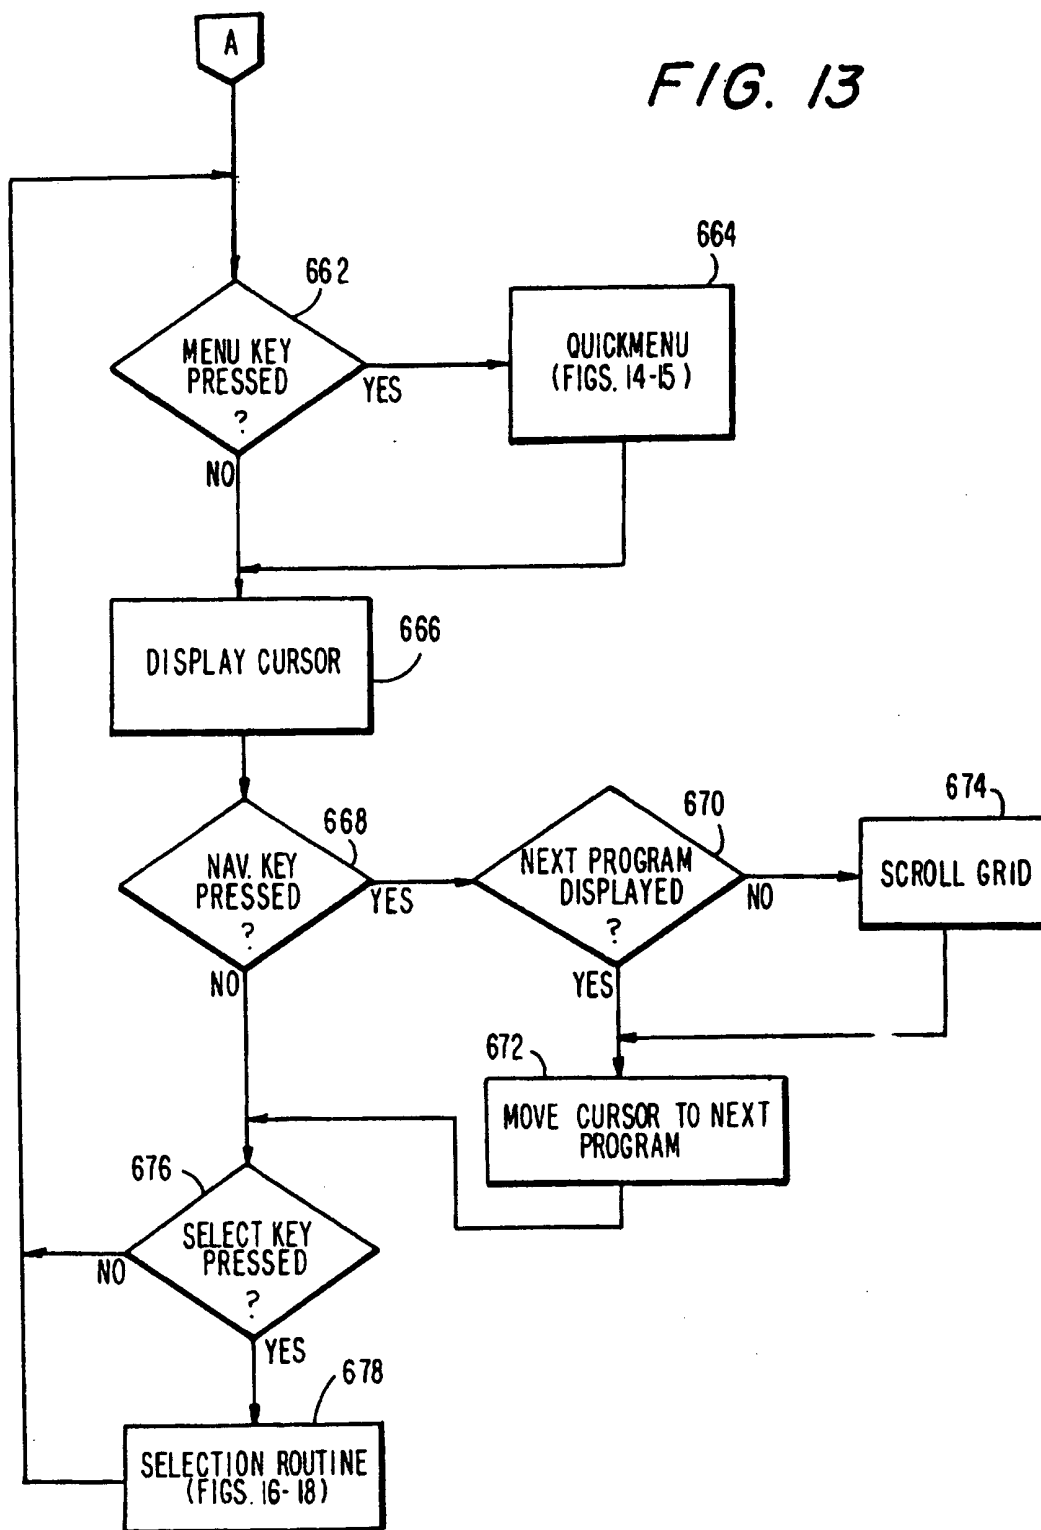 A
FIG. 13
662
MENU KEY
PRESSED
?
YES
NO
664
QUICKMENU
(FIGS. 14-15)
666
DISPLAY CURSOR
668
NAV. KEY
PRESSED
?
YES
NO
670
NEXT PROGRAM
DISPLAYED
?
NO
YES
674
SCROLL GRID
672
MOVE CURSOR TO NEXT
PROGRAM
676
SELECT KEY
PRESSED
?
NO
YES
678
SELECTION ROUTINE
(FIGS. 16-18)